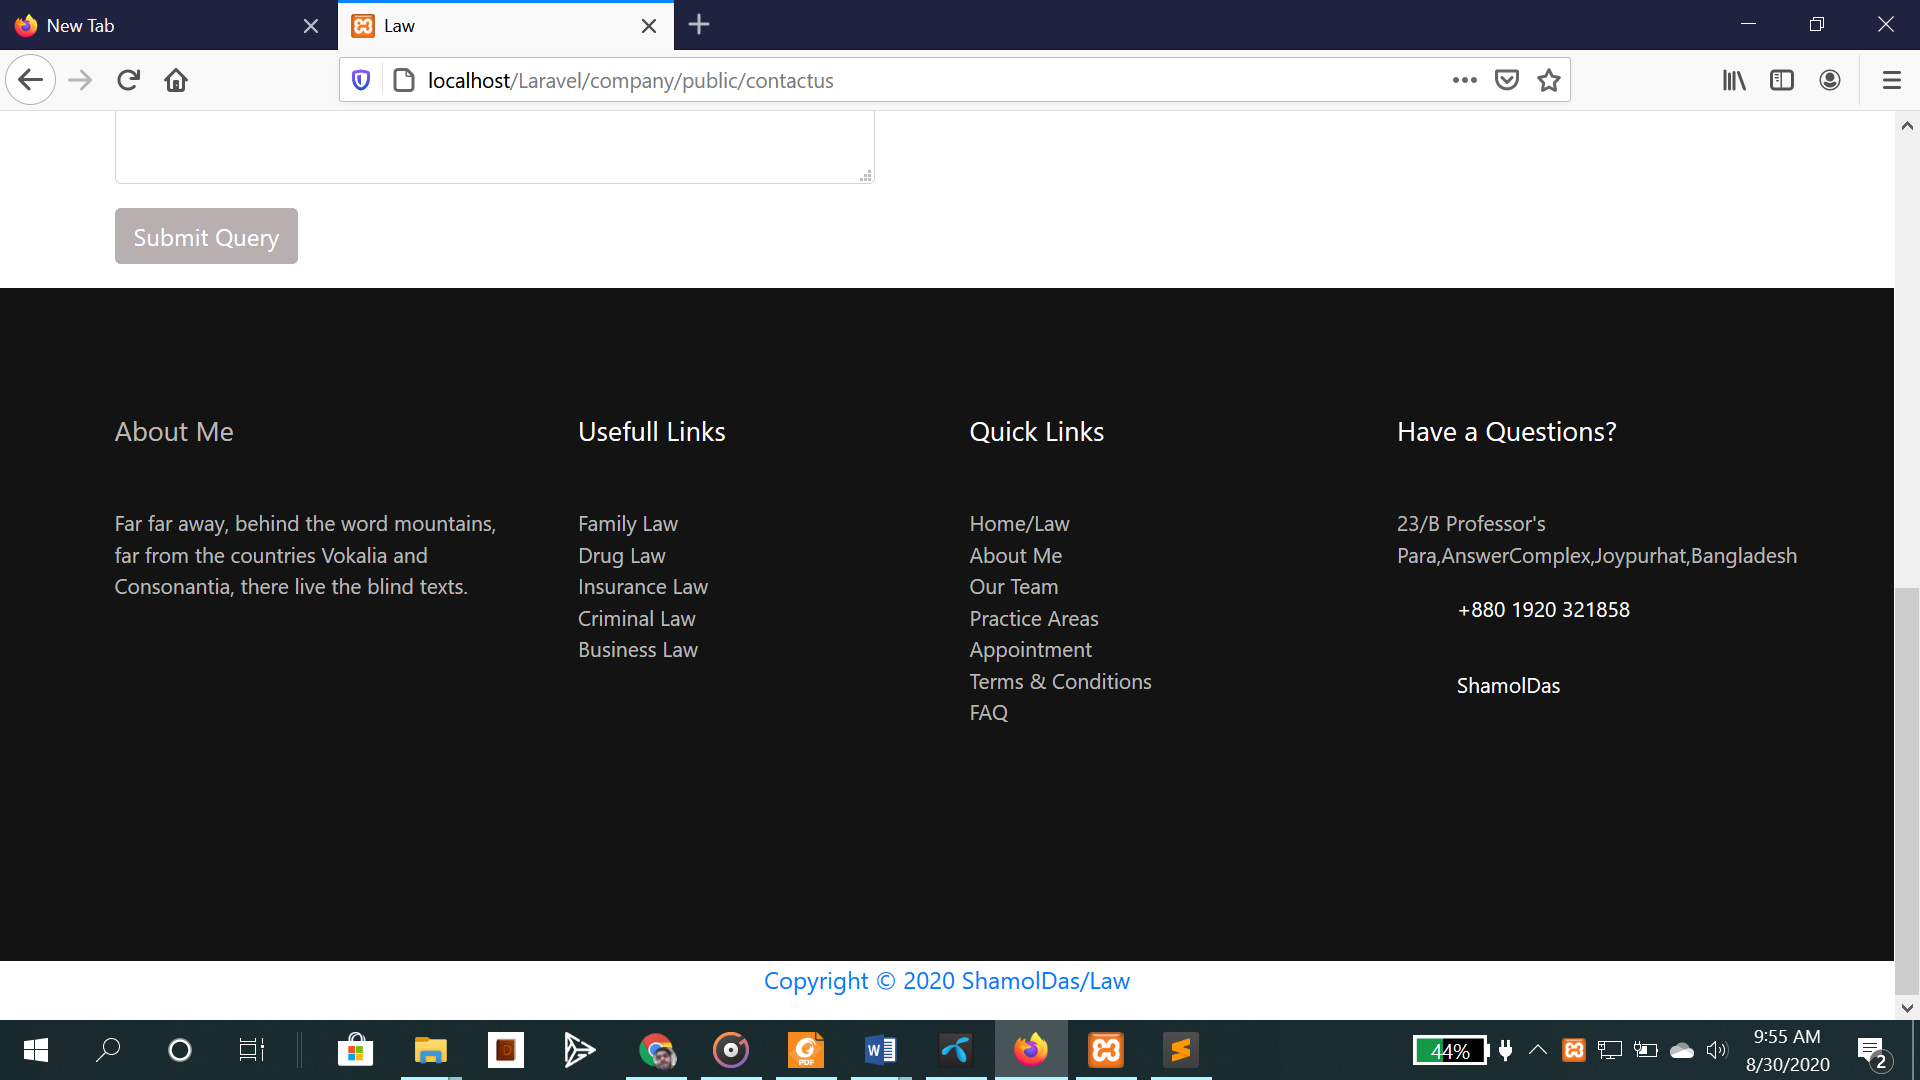 New Tab
Law
localhost/Laravel/company/public/contactus
Submit Query
About Me
Far far away, behind the word mountains,
far from the countries Vokalia and
Consonantia, there live the blind texts.
Usefull Links
Family Law
Drug Law
Insurance Law
Criminal Law
Business Law
Quick Links
Home/Law
About Me
Our Team
Practice Areas
Appointment
Terms & Conditions
FAQ
Have a Questions?
23/B Professor's
Para,AnswerComplex,Joypurhat,Bangladesh
+880 1920 321858
ShamolDas
Copyright © 2020 ShamolDas/Law
D
PDF
W
44%
9:55 AM
8/30/2020
2